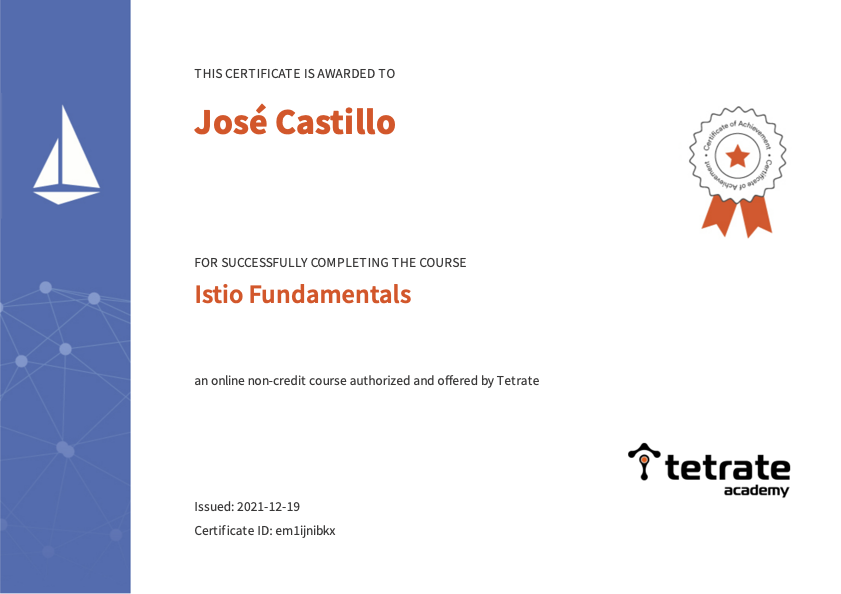 THIS CERTIFICATE IS AWARDED TO
José Castillo
Certificate of Achievement • Certificate of Achievement •
FOR SUCCESSFULLY COMPLETING THE COURSE
Istio Fundamentals
an online non-credit course authorized and offered by Tetrate
tetrate
academy
Issued: 2021-12-19
Certificate ID: em1ijnibkx